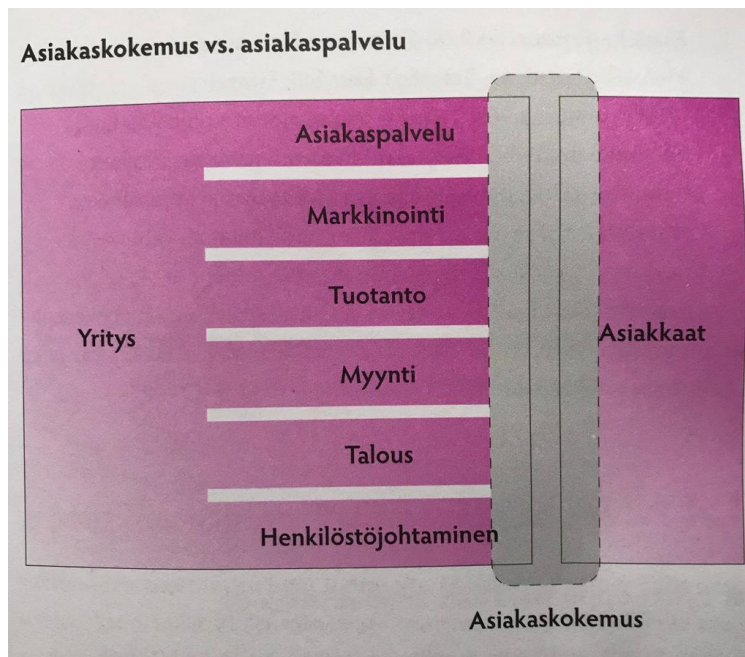 Asiakaskokemus vs. asiakaspalvelu
Asiakaspalvelu
Markkinointi
Tuotanto
Yritys
Asiakkaat
Myynti
Talous
Henkilöstöjohtaminen
Asiakaskokemus